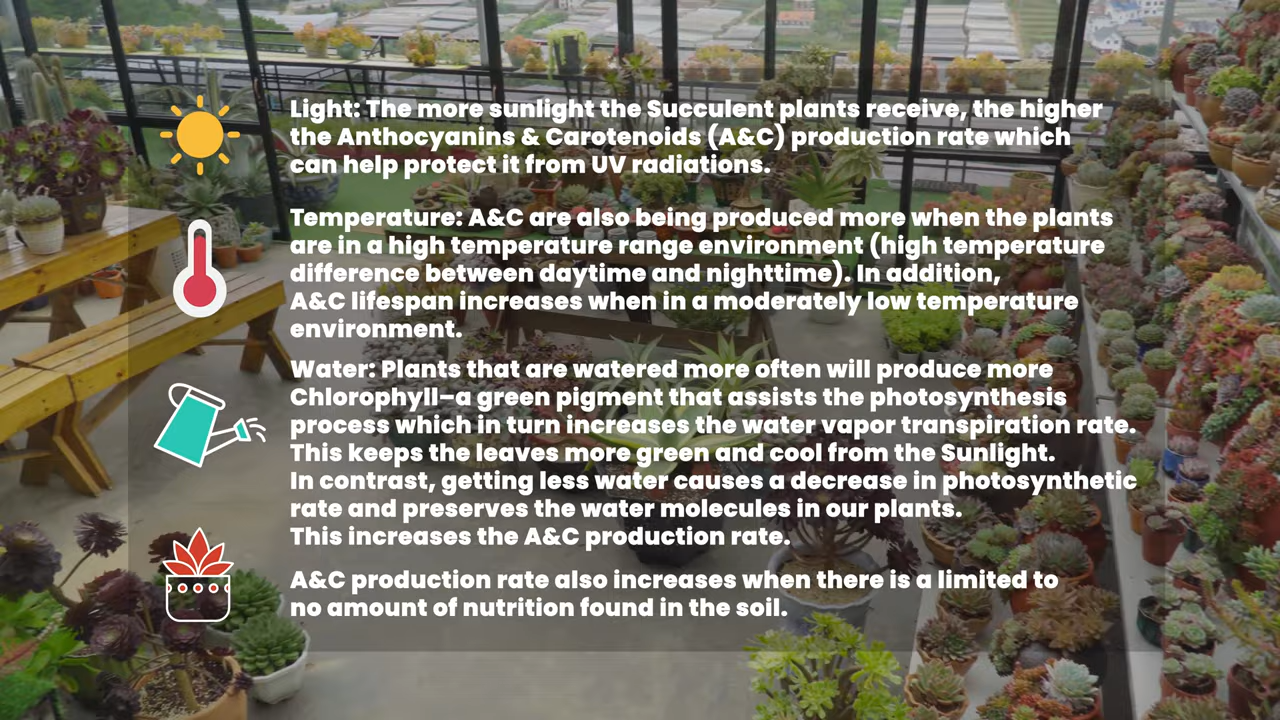 Light: The more sunlight the Succulent plants receive, the higher
the Anthocyanins & Carotenoids (A&C) production rate which
can help protect it from UV radiations.
Temperature: A&C are also being produced more when the plants
are in a high temperature range environment (high temperature
difference between daytime and nighttime). In addition,
A&C lifespan increases when in a moderately low temperature
environment.
Water: Plants that are watered more often will produce more
Chlorophyll–a green pigment that assists the photosynthesis
process which in turn increases the water vapor transpiration rate.
This keeps the leaves more green and cool from the Sunlight.
In contrast, getting less water causes a decrease in photosynthetic
rate and preserves the water molecules in our plants.
This increases the A&C production rate.
A&C production rate also increases when there is a limited to
no amount of nutrition found in the soil.